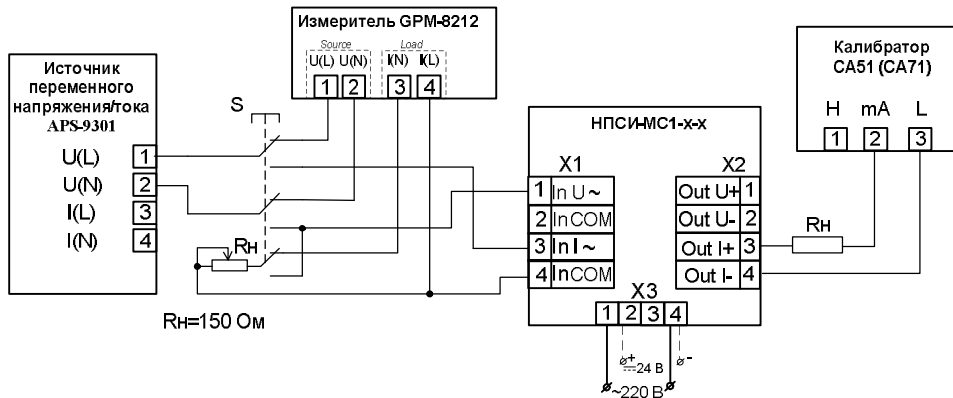 Измеритель GPM-8212
Source Load
U(L) U(N) I(N) I(L)
1 2 3 4
Источник
переменного
напряжения/тока
APS-9301
U(L) 1
U(N) 2
I(L) 3
I(N) 4
S
Rн
Rн=150 Ом
НПСИ-МС1-х-х
X1
1 In U ~
2 InCOM
3 In I ~
4 InCOM
X2
Out U+ 1
Out U- 2
Out I+ 3
Out I- 4
X3
1 2 3 4
+ -
24 В
~220 В
Rн
Калибратор
CA51 (CA71)
H mA L
1 2 3